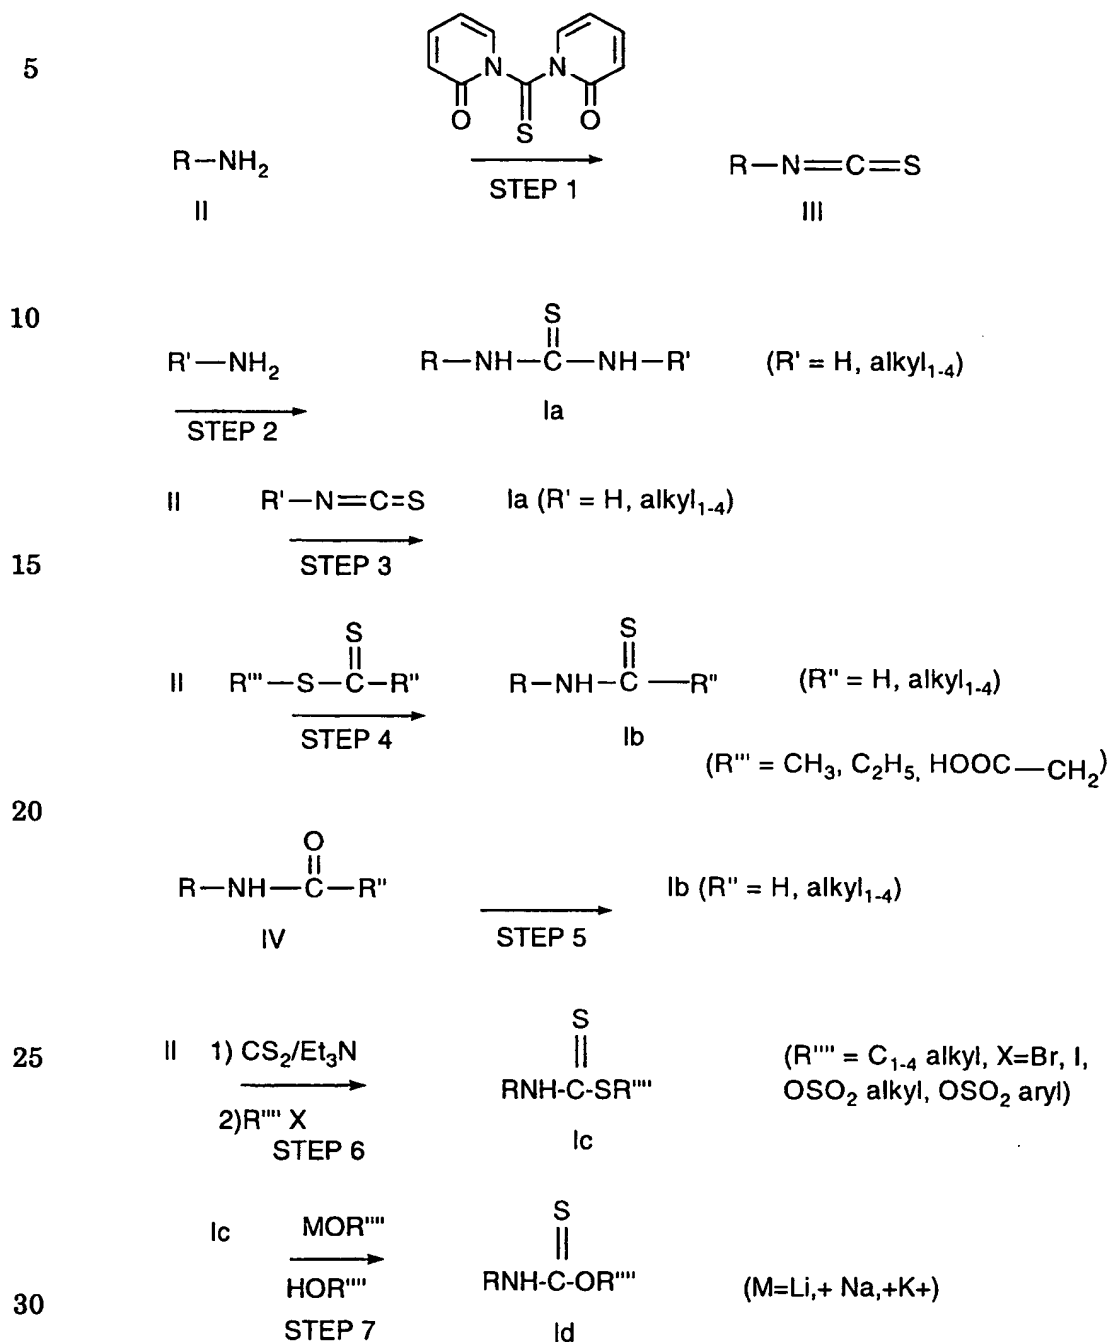 5
N N
O S O
R—NH₂ STEP 1 R—N=C=S
II III
10
S
R'—NH₂ R—NH—C—NH—R' (R' = H, alkyl₁₋₄)
Ia
STEP 2
II R'—N=C=S Ia (R' = H, alkyl₁₋₄)
15
STEP 3
S S
II R''''—S—C—R'' R—NH—C—R'' (R'' = H, alkyl₁₋₄)
STEP 4 Ib
(R''' = CH₃, C₂H₅, HOOC—CH₂)
20
O
R—NH—C—R'' Ib (R'' = H, alkyl₁₋₄)
IV STEP 5
S
25 II 1) CS₂/Et₃N (R'''' = C₁₋₄ alkyl, X=Br, I,
RNH-C-SR'''' OSO₂ alkyl, OSO₂ aryl)
2)R'''' X
STEP 6 Ic
S
Ic MOR''''
RNH-C-OR'''' (M=Li,+ Na,+K+)
HOR''''
30
STEP 7 Id